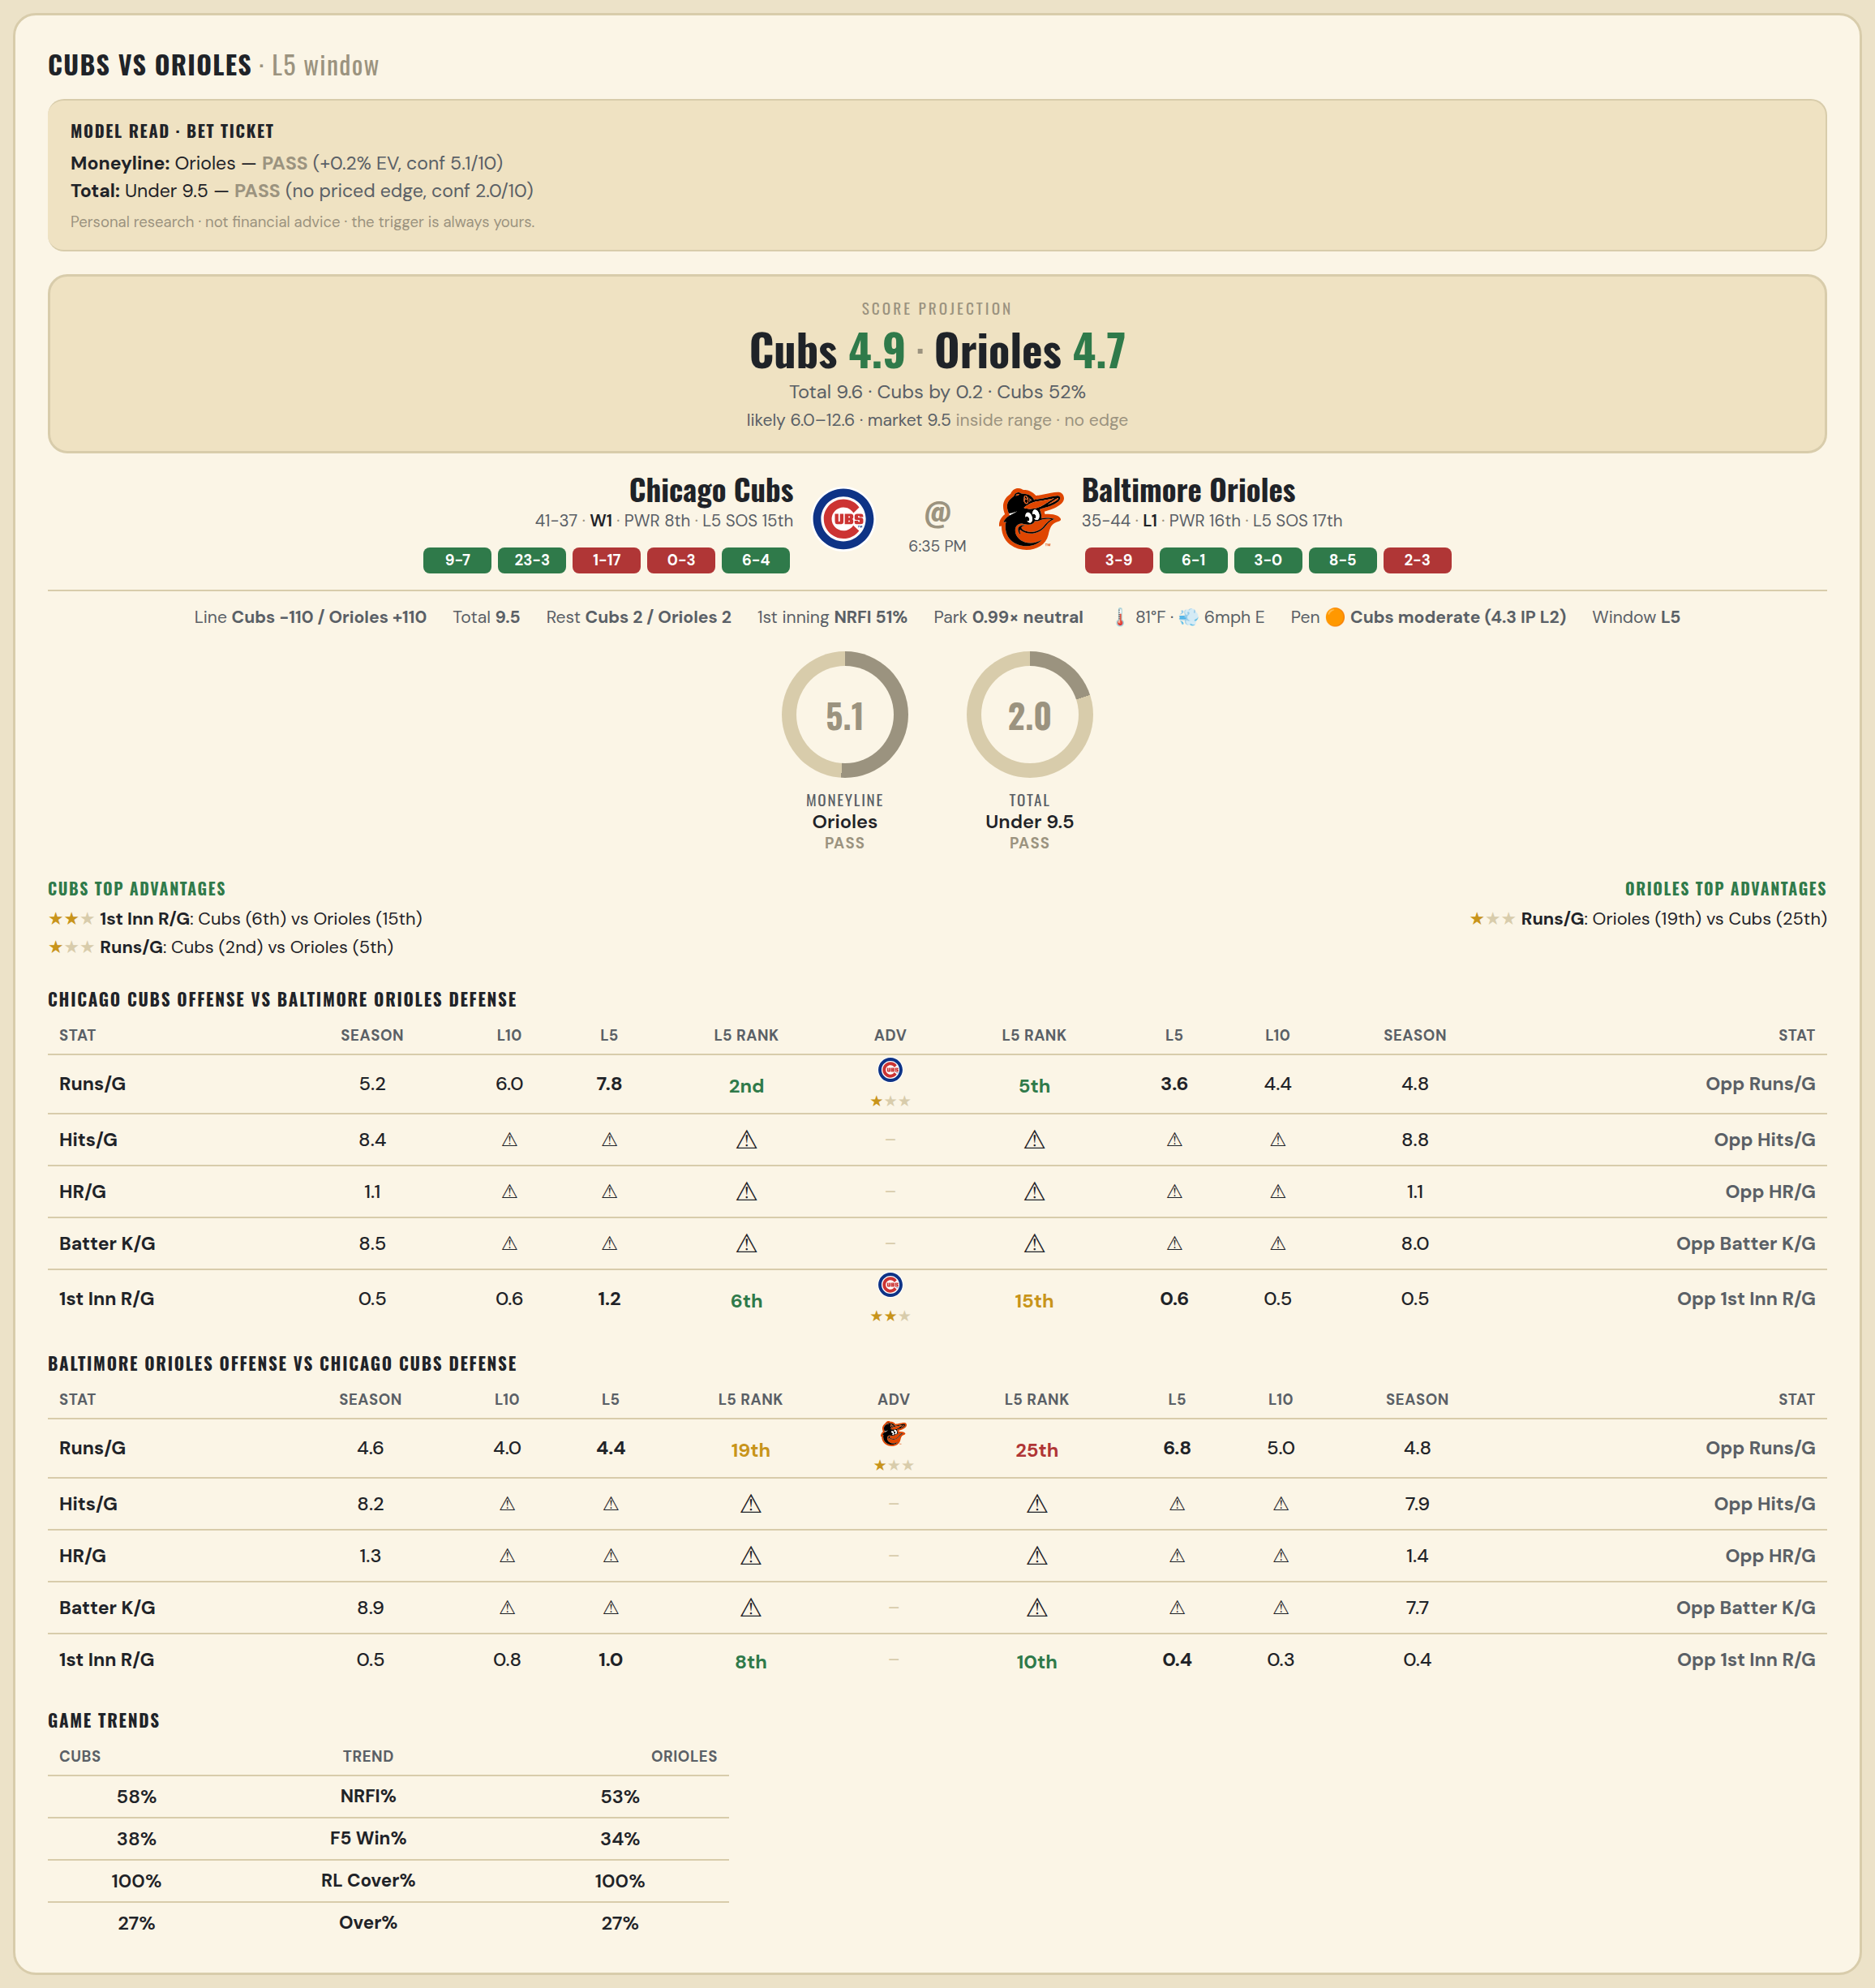 CUBS VS ORIOLES · L5 window
MODEL READ · BET TICKET
Moneyline: Orioles — PASS (+0.2% EV, conf 5.1/10)
Total: Under 9.5 — PASS (no priced edge, conf 2.0/10)
Personal research · not financial advice · the trigger is always yours.
SCORE PROJECTION
Cubs 4.9 · Orioles 4.7
Total 9.6 · Cubs by 0.2 · Cubs 52%
likely 6.0–12.6 · market 9.5 inside range · no edge
Chicago Cubs
41-37 · W1 · PWR 8th · L5 SOS 15th
9-7 23-3 1-17 0-3 6-4
CUBS
@
6:35 PM
Baltimore Orioles
35-44 · L1 · PWR 16th · L5 SOS 17th
3-9 6-1 3-0 8-5 2-3
Line Cubs -110 / Orioles +110 Total 9.5 Rest Cubs 2 / Orioles 2 1st inning NRFI 51% Park 0.99× neutral 🌡️ 81°F · 💨 6mph E Pen 🟠 Cubs moderate (4.3 IP L2) Window L5
5.1 2.0
MONEYLINE TOTAL
Orioles Under 9.5
PASS PASS
CUBS TOP ADVANTAGES
★★★ 1st Inn R/G: Cubs (6th) vs Orioles (15th)
★★★ Runs/G: Cubs (2nd) vs Orioles (5th)
ORIOLES TOP ADVANTAGES
★★★ Runs/G: Orioles (19th) vs Cubs (25th)
CHICAGO CUBS OFFENSE VS BALTIMORE ORIOLES DEFENSE
STAT SEASON L10 L5 L5 RANK ADV L5 RANK L5 L10 SEASON STAT
Runs/G 5.2 6.0 7.8 2nd ★★★ 5th 3.6 4.4 4.8 Opp Runs/G
Hits/G 8.4 ⚠ ⚠ ⚠ – ⚠ ⚠ ⚠ 8.8 Opp Hits/G
HR/G 1.1 ⚠ ⚠ ⚠ – ⚠ ⚠ ⚠ 1.1 Opp HR/G
Batter K/G 8.5 ⚠ ⚠ ⚠ – ⚠ ⚠ ⚠ 8.0 Opp Batter K/G
1st Inn R/G 0.5 0.6 1.2 6th ★★★ 15th 0.6 0.5 0.5 Opp 1st Inn R/G
BALTIMORE ORIOLES OFFENSE VS CHICAGO CUBS DEFENSE
STAT SEASON L10 L5 L5 RANK ADV L5 RANK L5 L10 SEASON STAT
Runs/G 4.6 4.0 4.4 19th ★★★ 25th 6.8 5.0 4.8 Opp Runs/G
Hits/G 8.2 ⚠ ⚠ ⚠ – ⚠ ⚠ ⚠ 7.9 Opp Hits/G
HR/G 1.3 ⚠ ⚠ ⚠ – ⚠ ⚠ ⚠ 1.4 Opp HR/G
Batter K/G 8.9 ⚠ ⚠ ⚠ – ⚠ ⚠ ⚠ 7.7 Opp Batter K/G
1st Inn R/G 0.5 0.8 1.0 8th – 10th 0.4 0.3 0.4 Opp 1st Inn R/G
GAME TRENDS
CUBS TREND ORIOLES
58% NRFI% 53%
38% F5 Win% 34%
100% RL Cover% 100%
27% Over% 27%